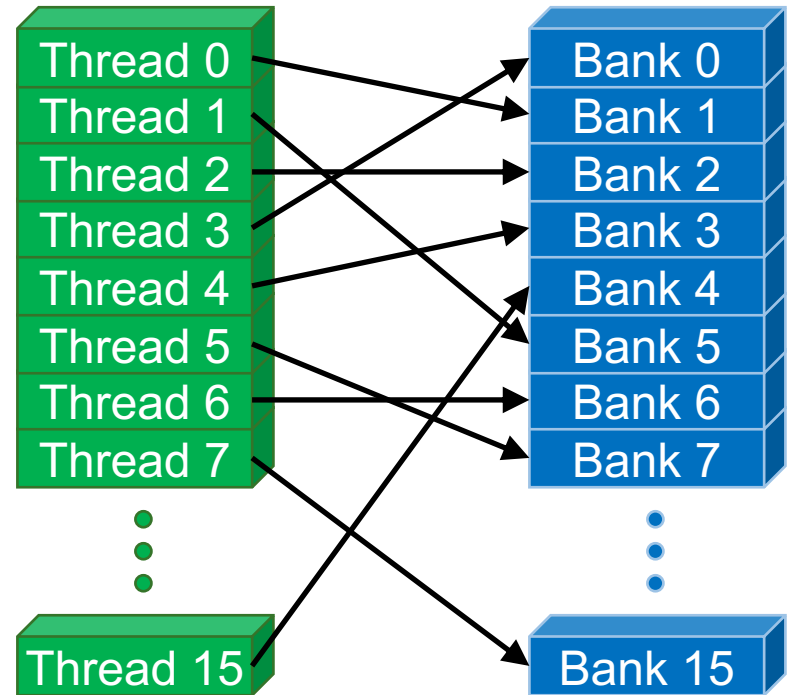 Thread 0
Thread 1
Thread 2
Thread 3
Thread 4
Thread 5
Thread 6
Thread 7
Thread 15
Bank 0
Bank 1
Bank 2
Bank 3
Bank 4
Bank 5
Bank 6
Bank 7
Bank 15